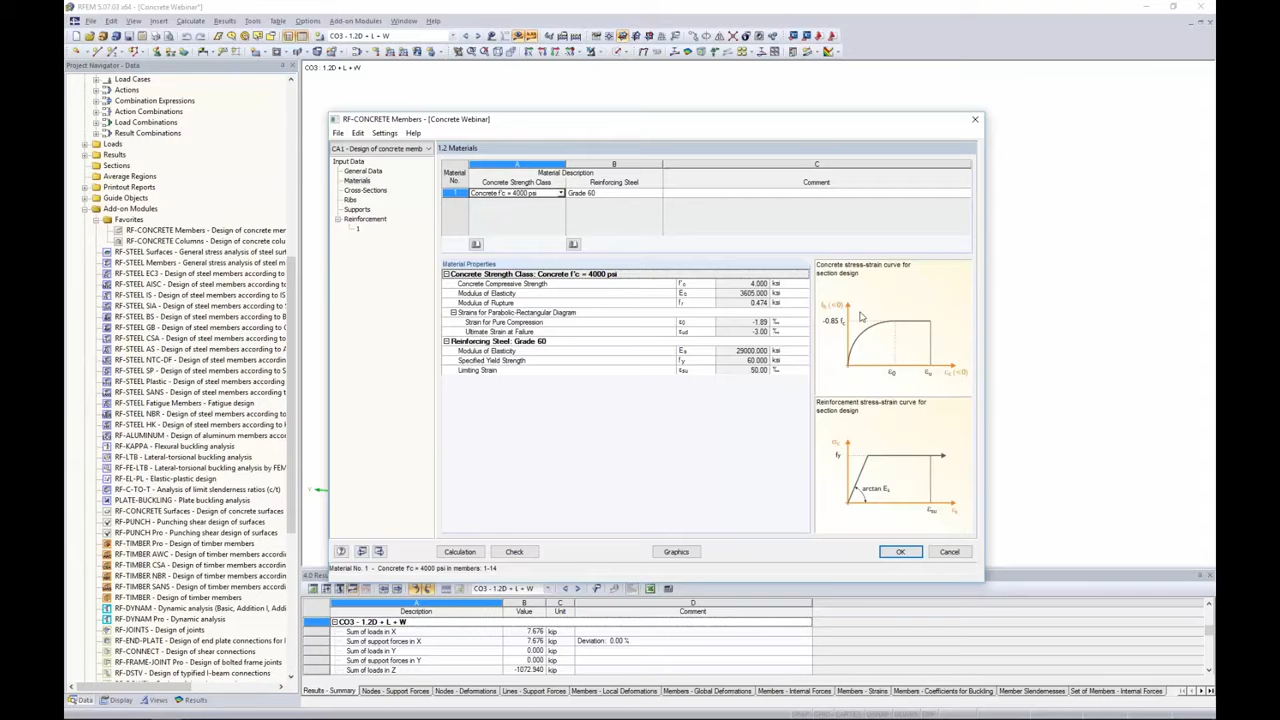 RFEM 5.07.03 x64 - [Concrete Webinar*]
File Edit View Insert Calculate Results Tools Table Options Add-on Modules Window Help
CO3 - 1.2D + L + W
Project Navigator - Data
CO3 : 1.2D + L + W
Load Cases
Actions
Combination Expressions
Action Combinations
Load Combinations
Result Combinations
Loads
Results
Sections
Average Regions
Printout Reports
Guide Objects
Add-on Modules
Favorites
RF-CONCRETE Members - Design of concrete mem
RF-CONCRETE Columns - Design of concrete colu
RF-STEEL Surfaces - General stress analysis of steel sur
RF-STEEL Members - General stress analysis of steel m
RF-STEEL EC3 - Design of steel members according to
RF-STEEL AISC - Design of steel members according t
RF-STEEL IS - Design of steel members according to IS
RF-STEEL SIA - Design of steel members according to
RF-STEEL BS - Design of steel members according to
RF-STEEL GB - Design of steel members according to
RF-STEEL CSA - Design of steel members according to
RF-STEEL AS - Design of steel members according to
RF-STEEL NTC-DF - Design of steel members accordin
RF-STEEL SP - Design of steel members according to
RF-STEEL Plastic - Design of steel members according
RF-STEEL SANS - Design of steel members according t
RF-STEEL Fatigue Members - Fatigue design
RF-STEEL NBR - Design of steel members according to
RF-STEEL HK - Design of steel members according to
RF-ALUMINUM - Design of aluminum members accor
RF-KAPPA - Flexural buckling analysis
RF-LTB - Lateral-torsional buckling analysis
RF-FE-LTB - Lateral-torsional buckling analysis by FEM
RF-EL-PL - Elastic-plastic design
RF-C-TO-T - Analysis of limit slenderness ratios (c/t)
PLATE-BUCKLING - Plate buckling analysis
RF-CONCRETE Surfaces - Design of concrete surfaces
RF-PUNCH - Punching shear design of surfaces
RF-PUNCH Pro - Punching shear design of surfaces
RF-TIMBER Pro - Design of timber members
RF-TIMBER AWC - Design of timber members accordi
RF-TIMBER CSA - Design of timber members accordin
RF-TIMBER NBR - Design of timber members accordin
RF-TIMBER SANS - Design of timber members accordi
RF-TIMBER - Design of timber members
RF-DYNAM - Dynamic analysis (Basic, Addition I, Addi
RF-DYNAM Pro - Dynamic analysis
RF-JOINTS - Design of joints
RF-END-PLATE - Design of end plate connections for
RF-CONNECT - Design of shear connections
RF-FRAME-JOINT Pro - Design of bolted frame joints
RF-DSTV - Design of typified I-beam connections
Data Display Views Results
RF-CONCRETE Members - [Concrete Webinar]
File Edit Settings Help
CA1 - Design of concrete memb
1.2 Materials
Input Data
General Data
Materials
Cross-Sections
Ribs
Supports
Reinforcement
1
A B C
Material No.
Material Description
Concrete Strength Class Reinforcing Steel Comment
1 Concrete f'c = 4000 psi Grade 60
Material Properties
Concrete Strength Class: Concrete f'c = 4000 psi
Concrete Compressive Strength f'c 4.000 ksi
Modulus of Elasticity Ec 3605.000 ksi
Modulus of Rupture fr 0.474 ksi
Strains for Parabolic-Rectangular Diagram
Strain for Pure Compression ε0 -1.89 ‰
Ultimate Strain at Failure εu -3.00 ‰
Reinforcing Steel: Grade 60
Modulus of Elasticity Es 29000.000 ksi
Specified Yield Strength fy 60.000 ksi
Limiting Strain εsu 50.00 ‰
Concrete stress-strain curve for
section design
fc (<0)
-0.85 f'c
ε0 εu εc (<0)
Reinforcement stress-strain curve for
section design
σs
fy
arctan Es
εsu εs
Calculation Check Graphics OK Cancel
Material No. 1 - Concrete f'c = 4000 psi in members: 1-14
CO3 - 1.2D + L + W
A B C D
Description Value Unit Comment
CO3 - 1.2D + L + W
Sum of loads in X 7.676 kip
Sum of support forces in X 7.676 kip Deviation: 0.00 %
Sum of loads in Y 0.000 kip
Sum of support forces in Y 0.000 kip
Sum of loads in Z -1072.940 kip
Results - Summary Nodes - Support Forces Nodes - Deformations Lines - Support Forces Members - Local Deformations Members - Global Deformations Members - Internal Forces Members - Strains Members - Coefficients for Buckling Member Slendernesses Set of Members - Internal Forces